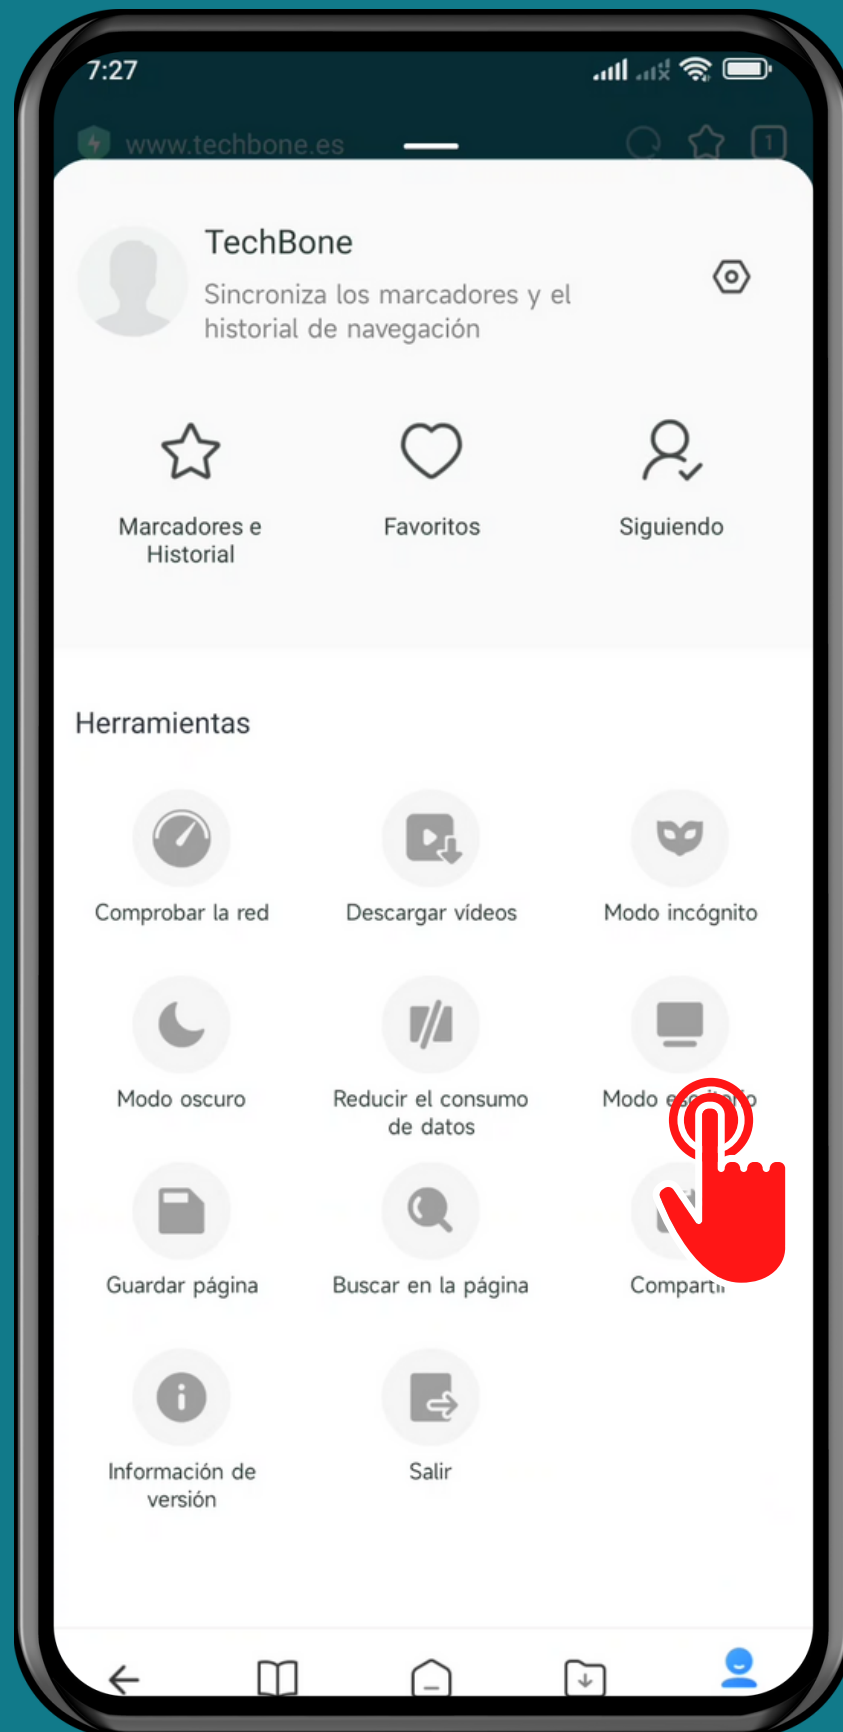 7:27
www.techbone.es
1
TechBone
Sincroniza los marcadores y el
historial de navegación
Marcadores e
Historial
Favoritos
Siguiendo
Herramientas
Comprobar la red
Descargar vídeos
Modo incógnito
Modo oscuro
Reducir el consumo
de datos
Modo escritorio
Guardar página
Buscar en la página
Compartir
Información de
versión
Salir